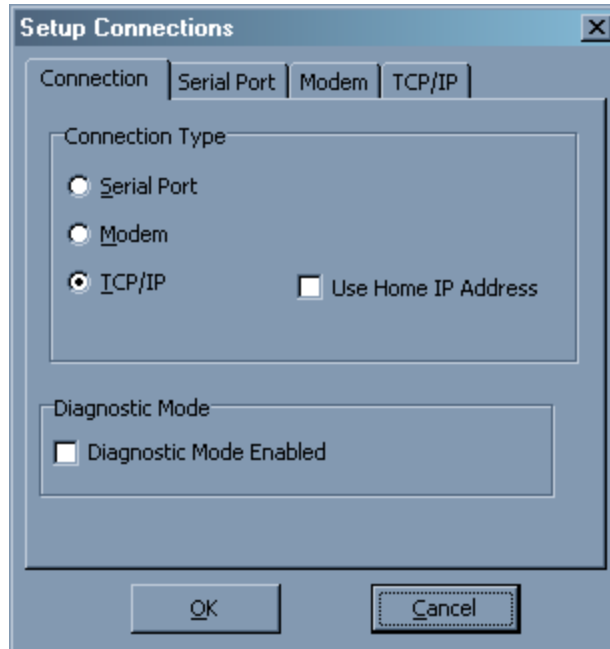 Setup Connections
Connection Serial Port Modem TCP/IP
Connection Type
Serial Port
Modem
TCP/IP Use Home IP Address
Diagnostic Mode
Diagnostic Mode Enabled
OK Cancel